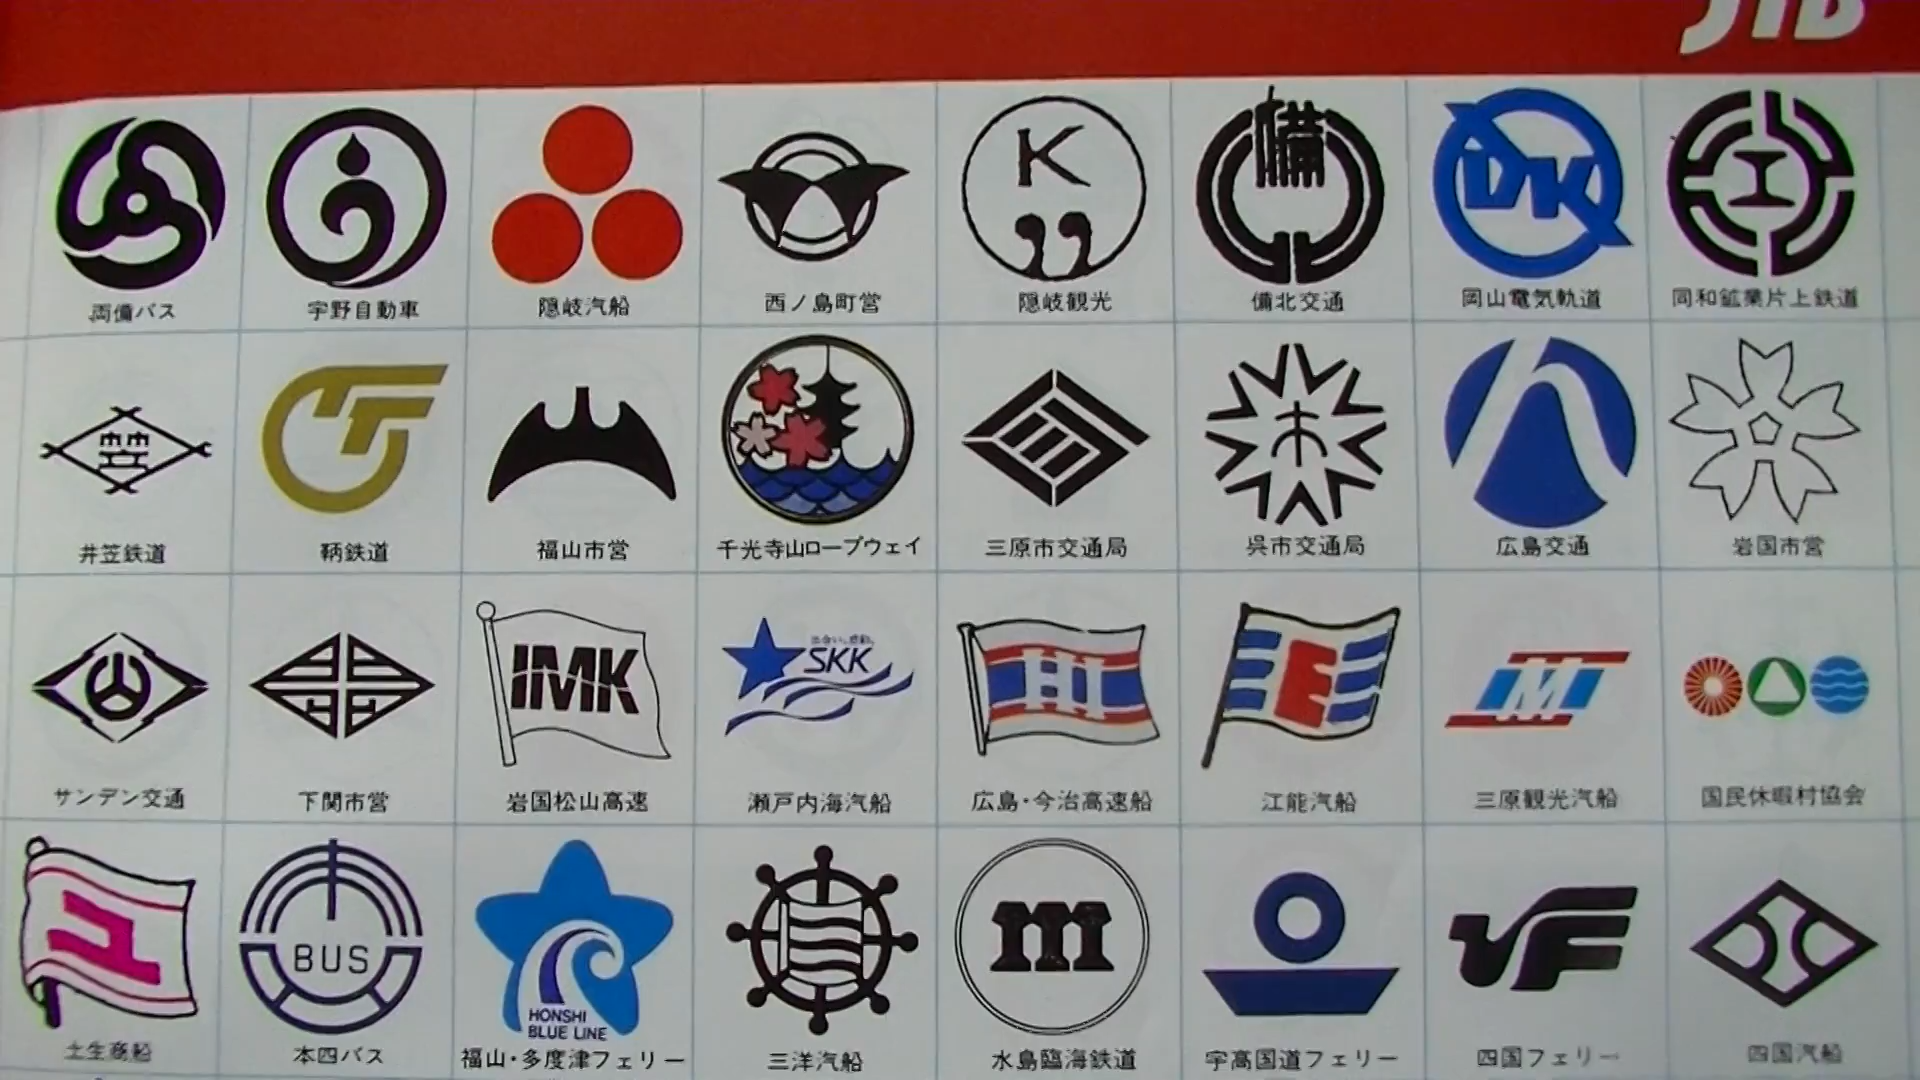 JTB
K
備
DK
両備バス
宇野自動車
隠岐汽船
西ノ島町営
隠岐観光
備北交通
岡山電気軌道
同和鉱業片上鉄道
笠
井笠鉄道
鞆鉄道
福山市営
千光寺山ロープウェイ
三原市交通局
呉市交通局
広島交通
岩国市営
IMK
出会い、感動。
SKK
HI
E
M
サンデン交通
下関市営
岩国松山高速
瀬戸内海汽船
広島・今治高速船
江能汽船
三原観光汽船
国民休暇村協会
BUS
HONSHI
BLUE LINE
m
土生商船
本四バス
福山・多度津フェリー
三洋汽船
水島臨海鉄道
宇高国道フェリー
四国フェリー
四国汽船